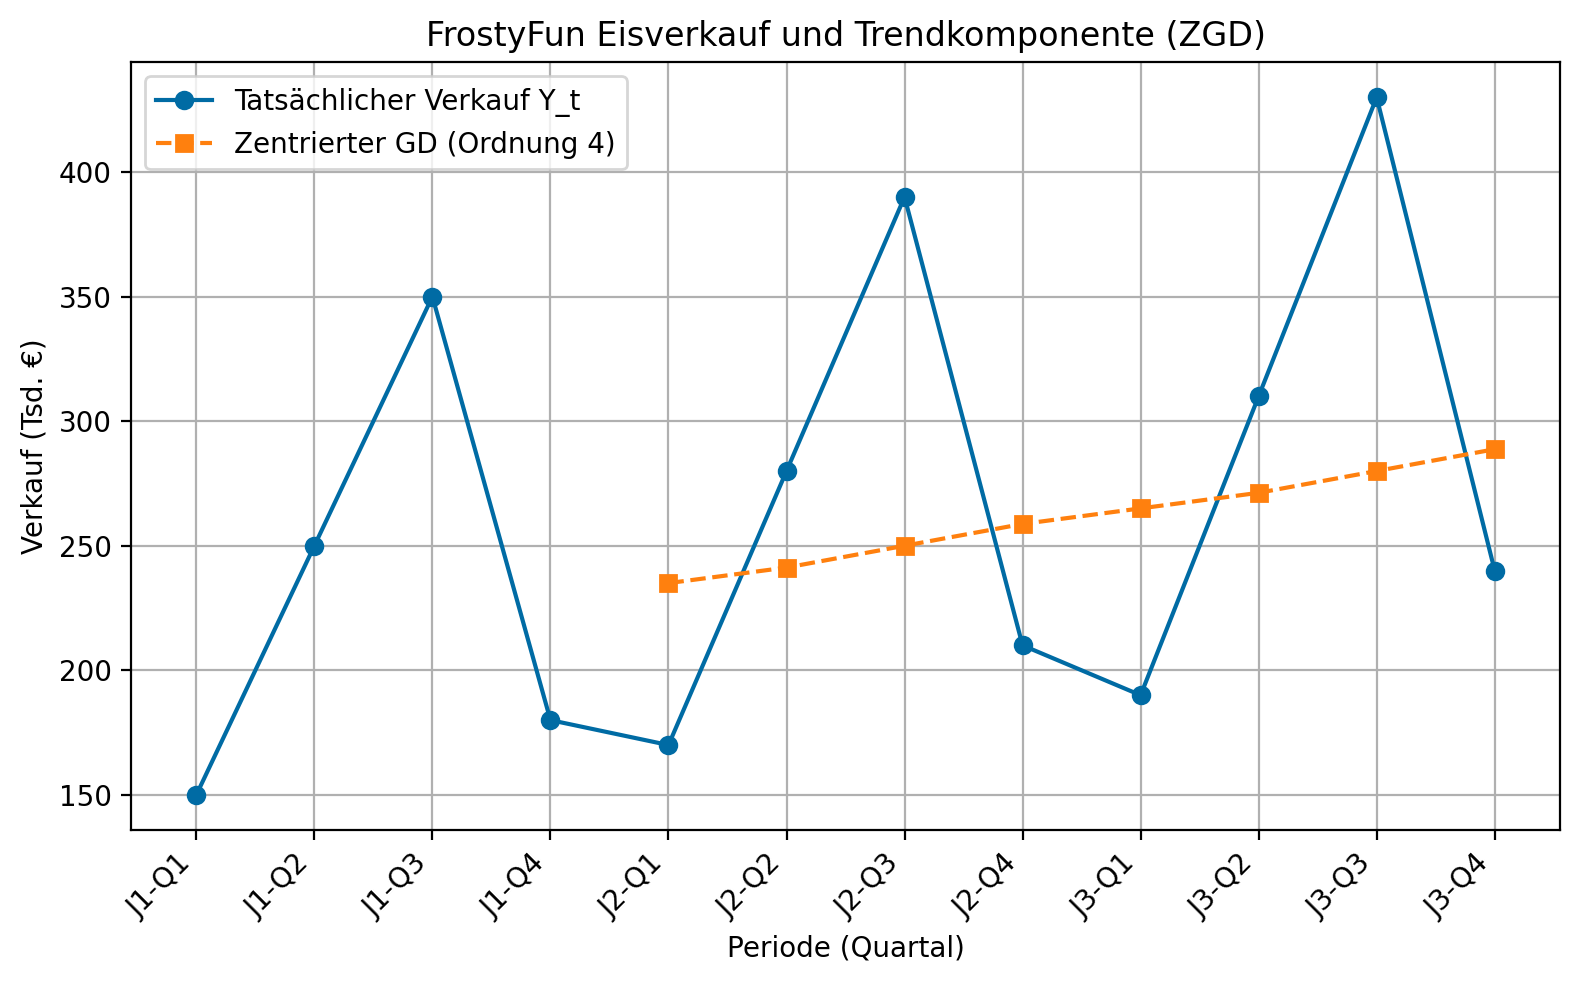 FrostyFun Eisverkauf und Trendkomponente (ZGD)
Tatsächlicher Verkauf Y_t
Zentrierter GD (Ordnung 4)
Verkauf (Tsd. €)
400
350
300
250
200
150
J1-Q1
J1-Q2
J1-Q3
J1-Q4
J2-Q1
J2-Q2
J2-Q3
J2-Q4
J3-Q1
J3-Q2
J3-Q3
J3-Q4
Periode (Quartal)